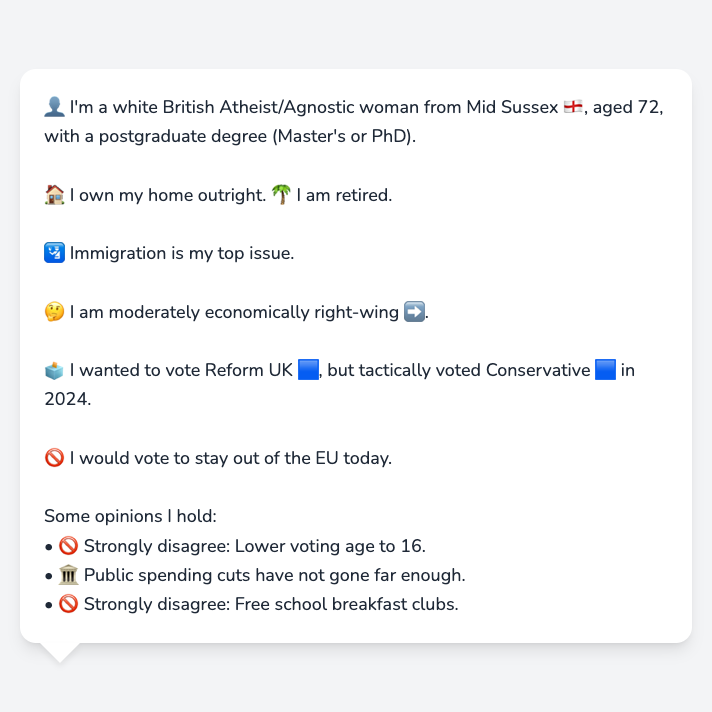 👤 I'm a white British Atheist/Agnostic woman from Mid Sussex 🏴󠁧󠁢󠁥󠁮󠁧󠁿, aged 72,
with a postgraduate degree (Master's or PhD).
🏠 I own my home outright. 🌴 I am retired.
🛂 Immigration is my top issue.
🤔 I am moderately economically right-wing ➡️.
🗳️ I wanted to vote Reform UK 🟦, but tactically voted Conservative 🟦 in
2024.
🚫 I would vote to stay out of the EU today.
Some opinions I hold:
• 🚫 Strongly disagree: Lower voting age to 16.
• 🏛️ Public spending cuts have not gone far enough.
• 🚫 Strongly disagree: Free school breakfast clubs.